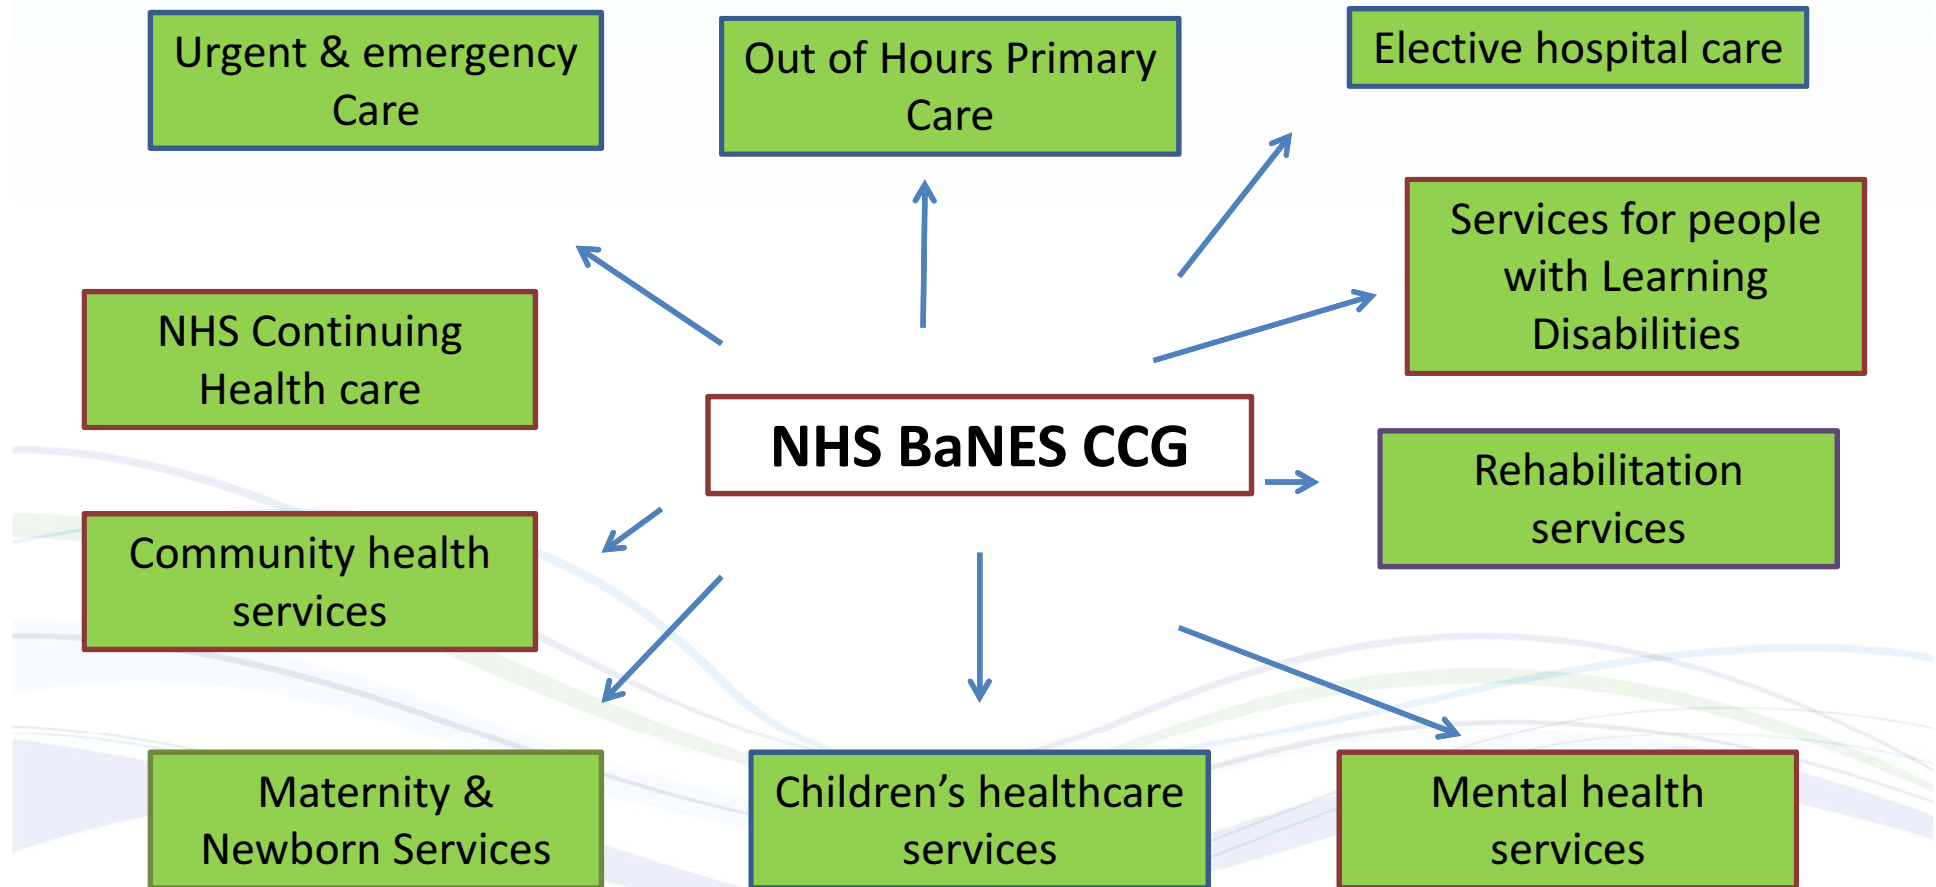 Urgent & emergency
Care
Out of Hours Primary
Care
Elective hospital care
Services for people
with Learning
Disabilities
NHS Continuing
Health care
NHS BaNES CCG
Rehabilitation
services
Community health
services
Maternity &
Newborn Services
Children’s healthcare
services
Mental health
services